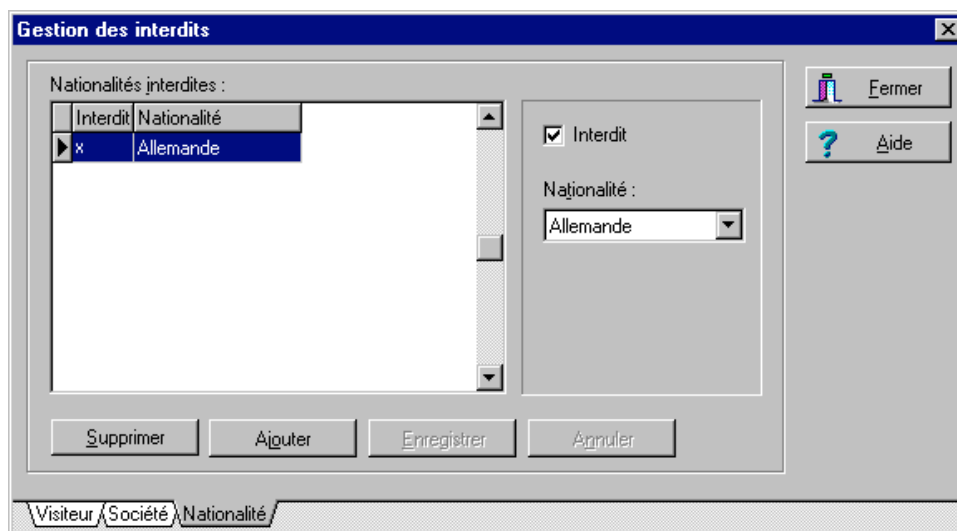 Gestion des interdits
Nationalités interdites :
Interdit Nationalité
x Allemande
Interdit
Nationalité :
Allemande
Fermer
Aide
Supprimer Ajouter Enregistrer Annuler
Visiteur Société Nationalité